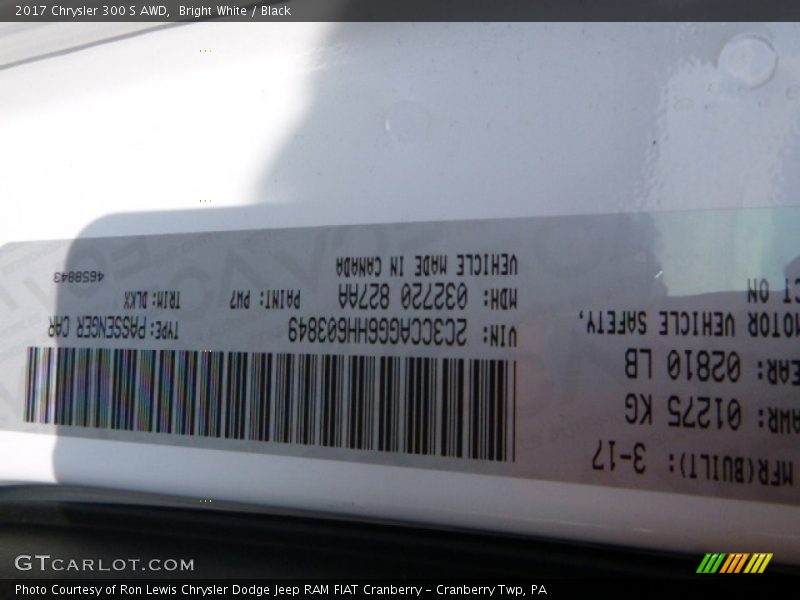 2017 Chrysler 300 S AWD,  Bright White / Black
MFR(BUILT): 3-17
AWR: 01275 KG
EAR: 02810 LB
MOTOR VEHICLE SAFETY,
CT ON
VIN: 2C3CCAGG6HH603849
TYPE: PASSENGER CAR
MDH: 032720 827AA
PAINT: PW7
TRIM: DLXX
VEHICLE MADE IN CANADA
4658843
GTCARLOT.COM
Photo Courtesy of Ron Lewis Chrysler Dodge Jeep RAM FIAT Cranberry – Cranberry Twp, PA